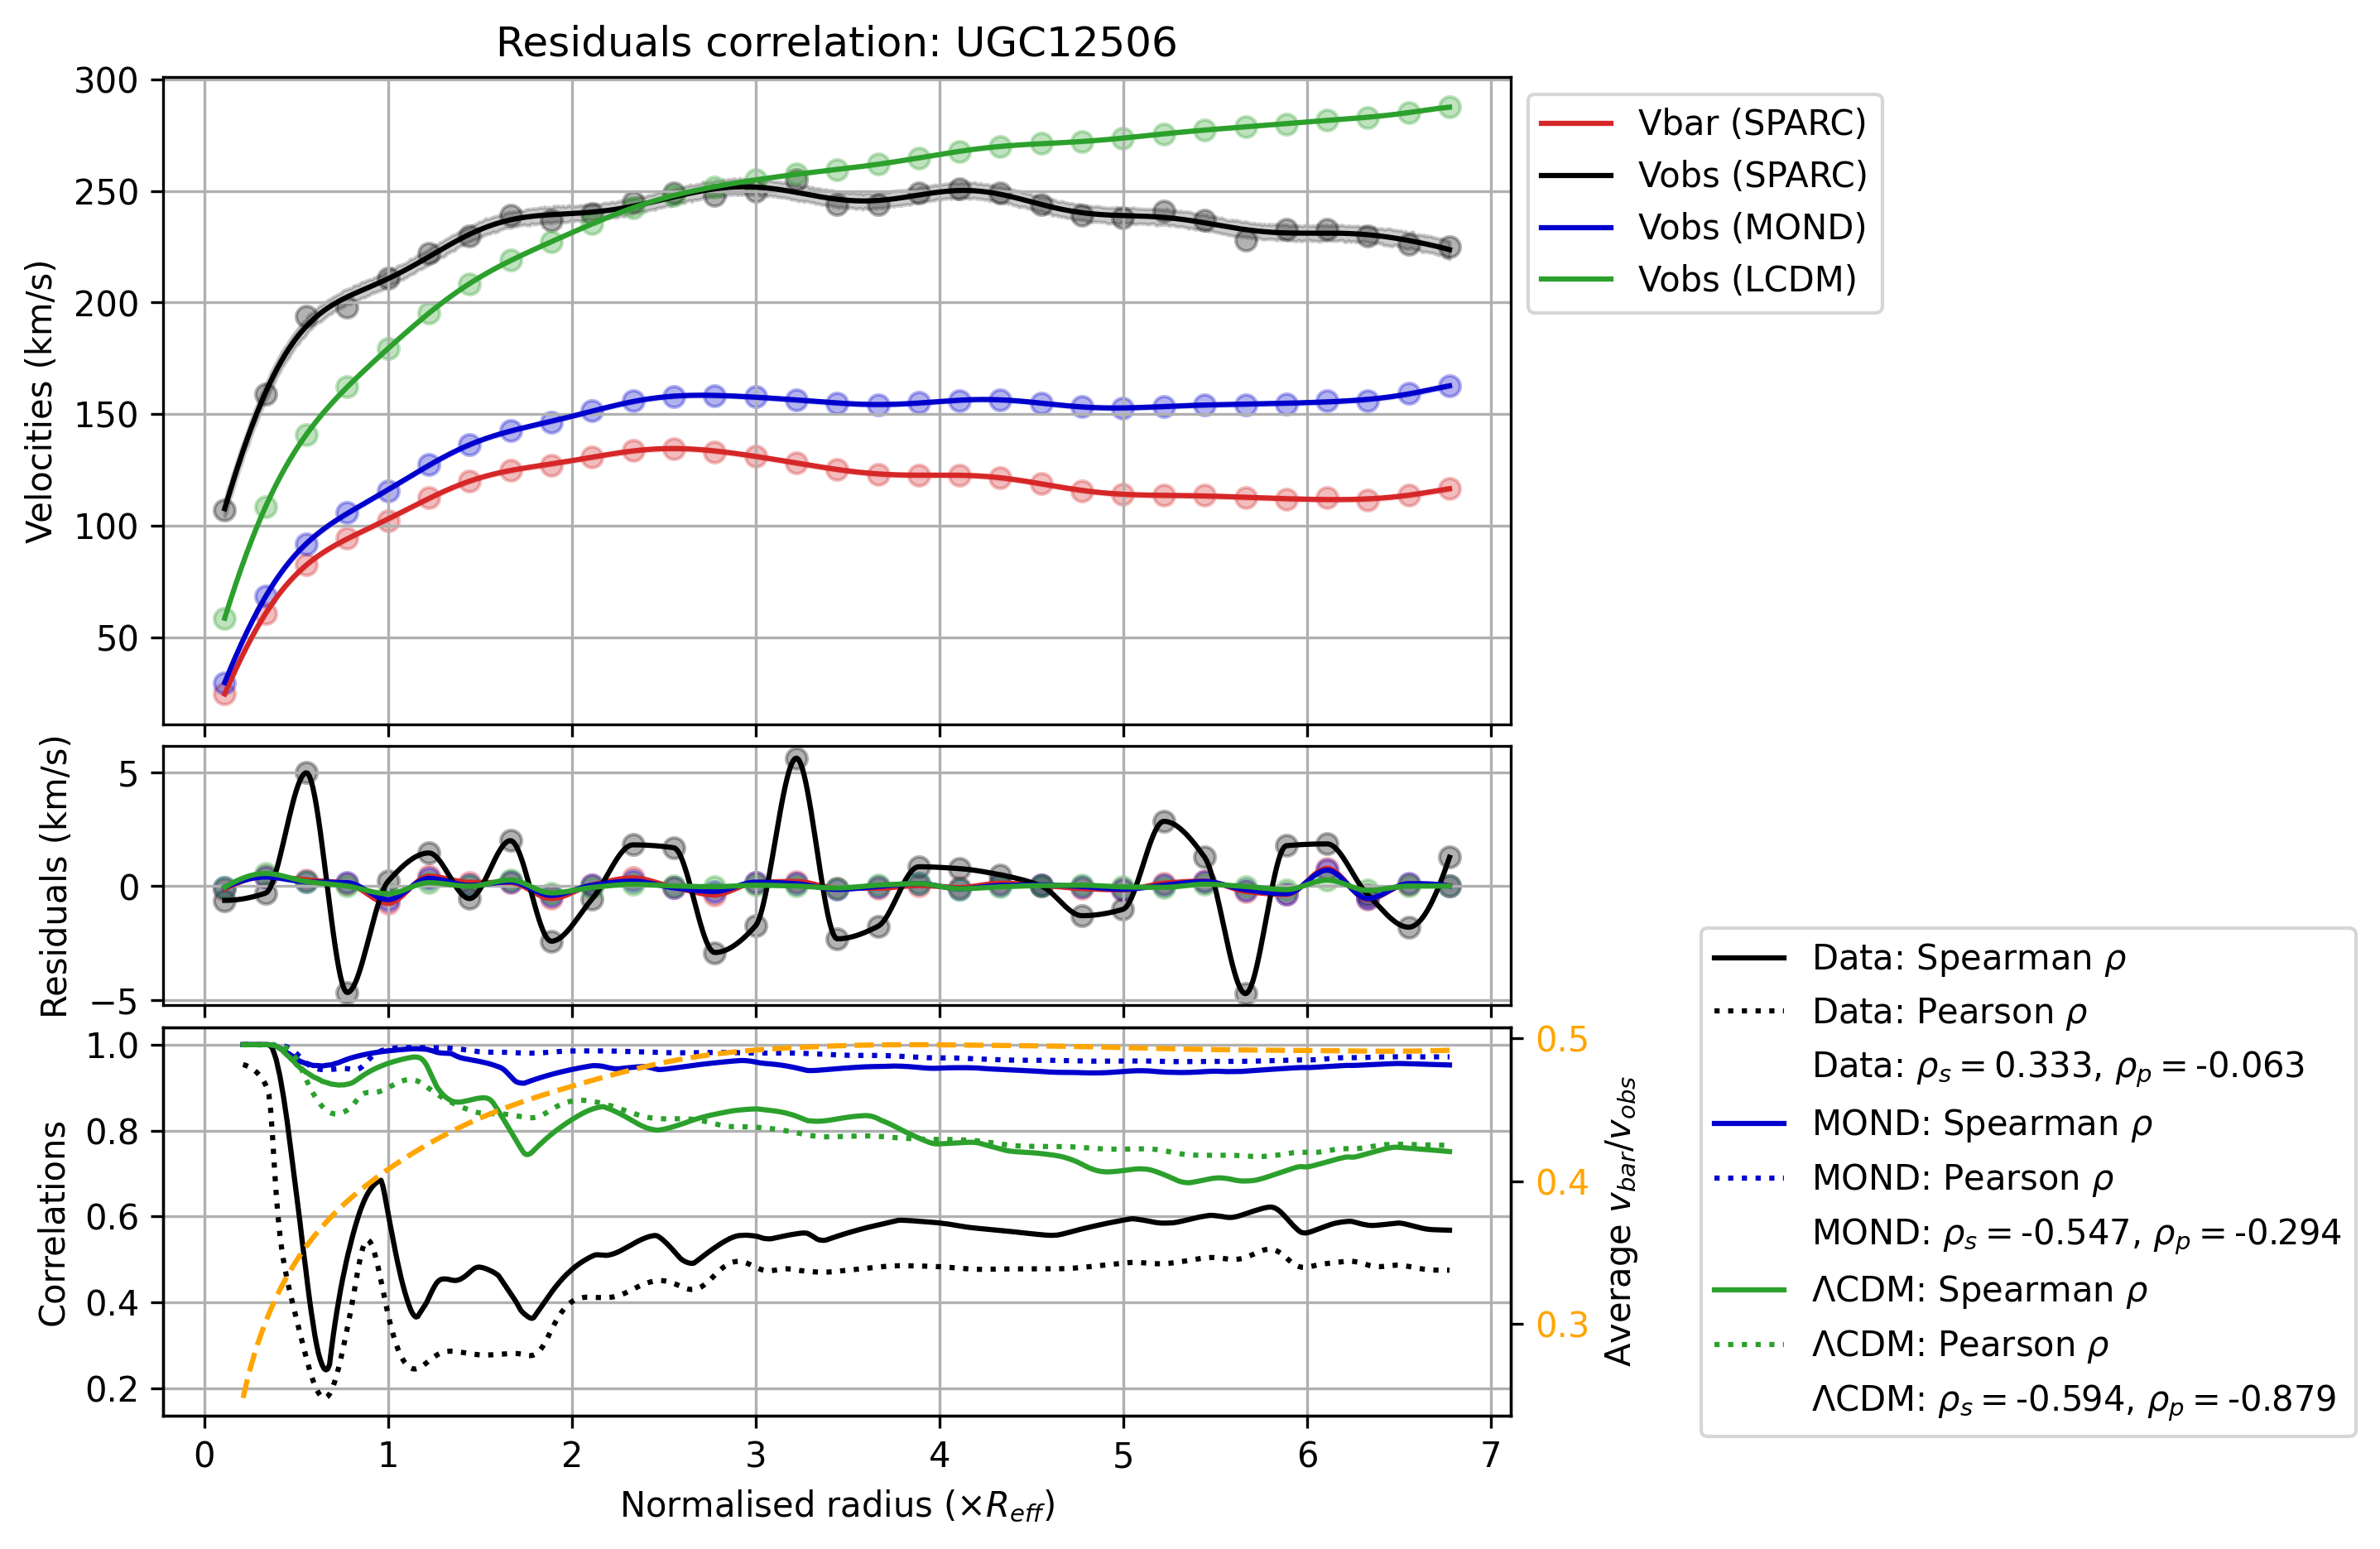 Residuals correlation: UGC12506
300
250
200
150
100
50
Velocities (km/s)
Vbar (SPARC)
Vobs (SPARC)
Vobs (MOND)
Vobs (LCDM)
5
0
−5
Residuals (km/s)
1.0
0.8
0.6
0.4
0.2
Correlations
0.5
0.4
0.3
Average v_bar/v_obs
0 1 2 3 4 5 6 7
Normalised radius (×R_eff)
Data: Spearman ρ
Data: Pearson ρ
Data: ρ_s = 0.333, ρ_p = -0.063
MOND: Spearman ρ
MOND: Pearson ρ
MOND: ρ_s = -0.547, ρ_p = -0.294
ΛCDM: Spearman ρ
ΛCDM: Pearson ρ
ΛCDM: ρ_s = -0.594, ρ_p = -0.879